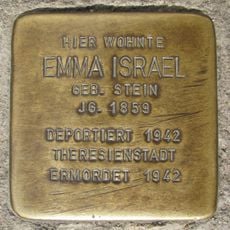 HIER WOHNTE
EMMA ISRAEL
GEB. STEIN
JG. 1859
DEPORTIERT 1942
THERESIENSTADT
ERMORDET 1942